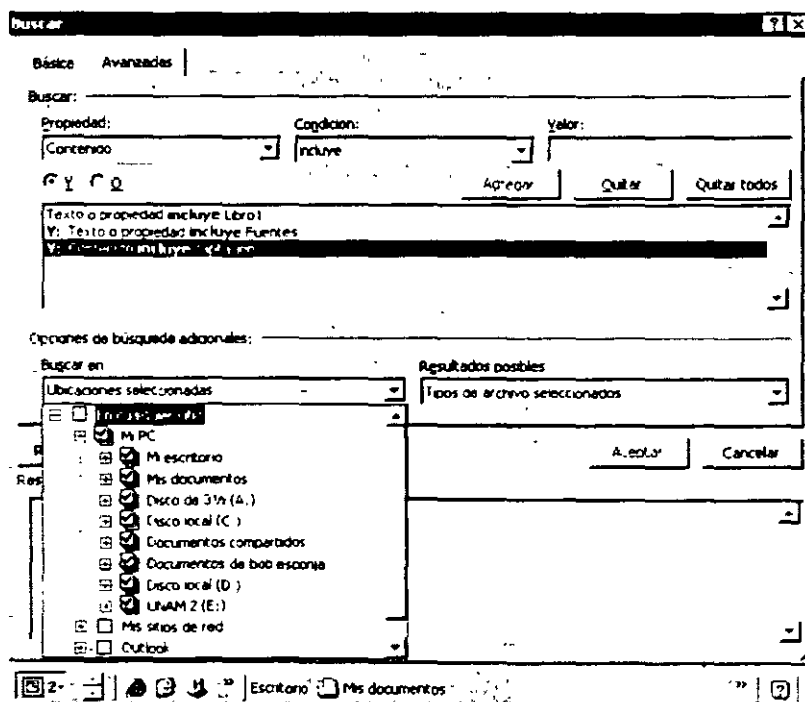 Buscar
Básica Avanzadas
Buscar:
Propiedad: Condicion: Valor:
Contenido incluye
Y O Agregar Quitar Quitar todos
Texto o propiedad incluye Libro1
Y: Texto o propiedad incluye Fuentes
Y: Contenido incluye
Opciones de búsqueda adicionales:
Buscar en Resultados posibles
Ubicaciones seleccionadas Tipos de archivo seleccionados
Mi PC
Mi escritorio Aceptar Cancelar
Mis documentos
Disco de 3½ (A:)
Disco local (C:)
Documentos compartidos
Documentos de bob esponja
Disco local (D:)
UNAM 2 (E:)
Mis sitios de red
Outlook
2 Escritorio Mis documentos